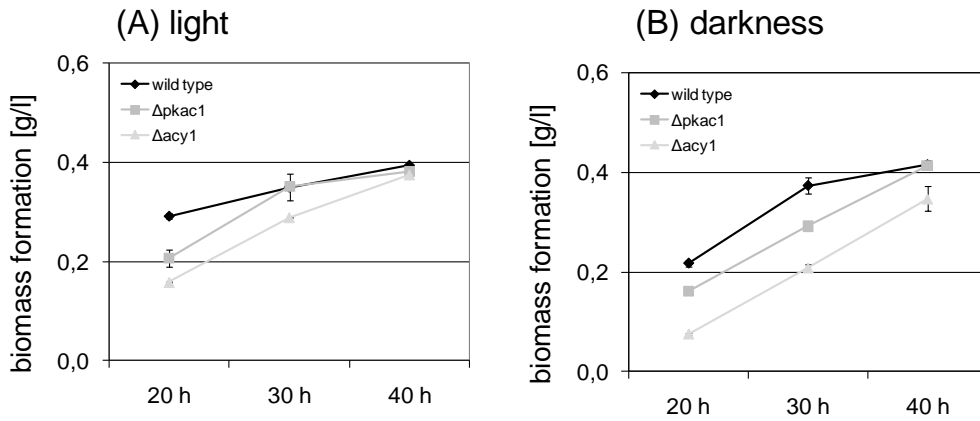 (A) light
biomass formation [g/l]
0,6
0,4
0,2
0,0
wild type
Δpkac1
Δacy1
20 h 30 h 40 h
(B) darkness
biomass formation [g/l]
0,6
0,4
0,2
0,0
wild type
Δpkac1
Δacy1
20 h 30 h 40 h